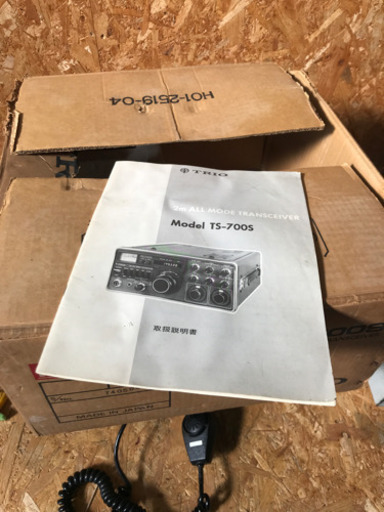 H01-2519-04
TRIO
2m ALL MODE TRANSCEIVER
Model TS-700S
取扱説明書
MADE IN JAPAN